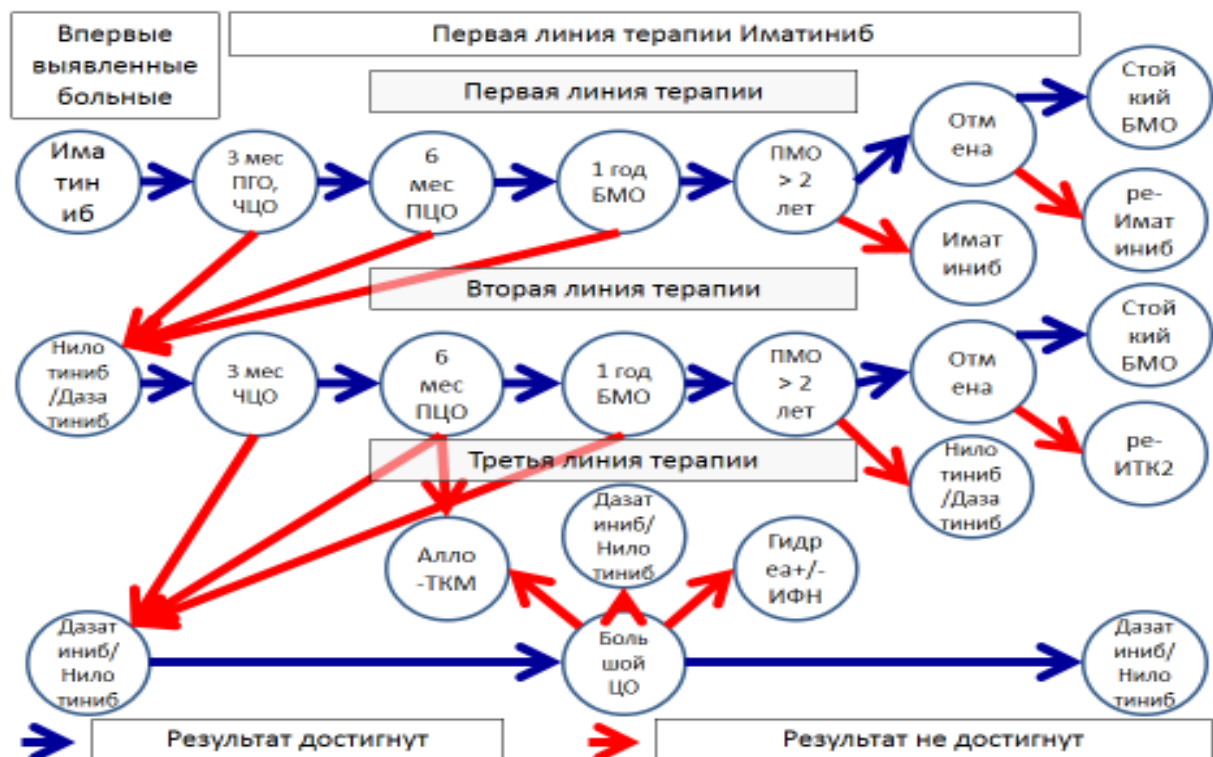 Впервые
выявленные
больные
Первая линия терапии Иматиниб
Первая линия терапии
Има
тин
иб
3 мес
ПГО,
ЧЦО
6
мес
ПЦО
1 год
БМО
ПМО
> 2
лет
Отм
ена
Стой
кий
БМО
Имат
иниб
ре-
Имат
иниб
Вторая линия терапии
Нило
тиниб
/Даза
тиниб
3 мес
ЧЦО
6
мес
ПЦО
1 год
БМО
ПМО
> 2
лет
Отм
ена
Стой
кий
БМО
Нило
тиниб
/Даза
тиниб
ре-
ИТК2
Третья линия терапии
Алло
-ТКМ
Дазат
иниб/
Нило
тиниб
Гидр
еа+/-
ИФН
Дазат
иниб/
Нило
тиниб
Боль
шой
ЦО
Дазат
иниб/
Нило
тиниб
Результат достигнут
Результат не достигнут